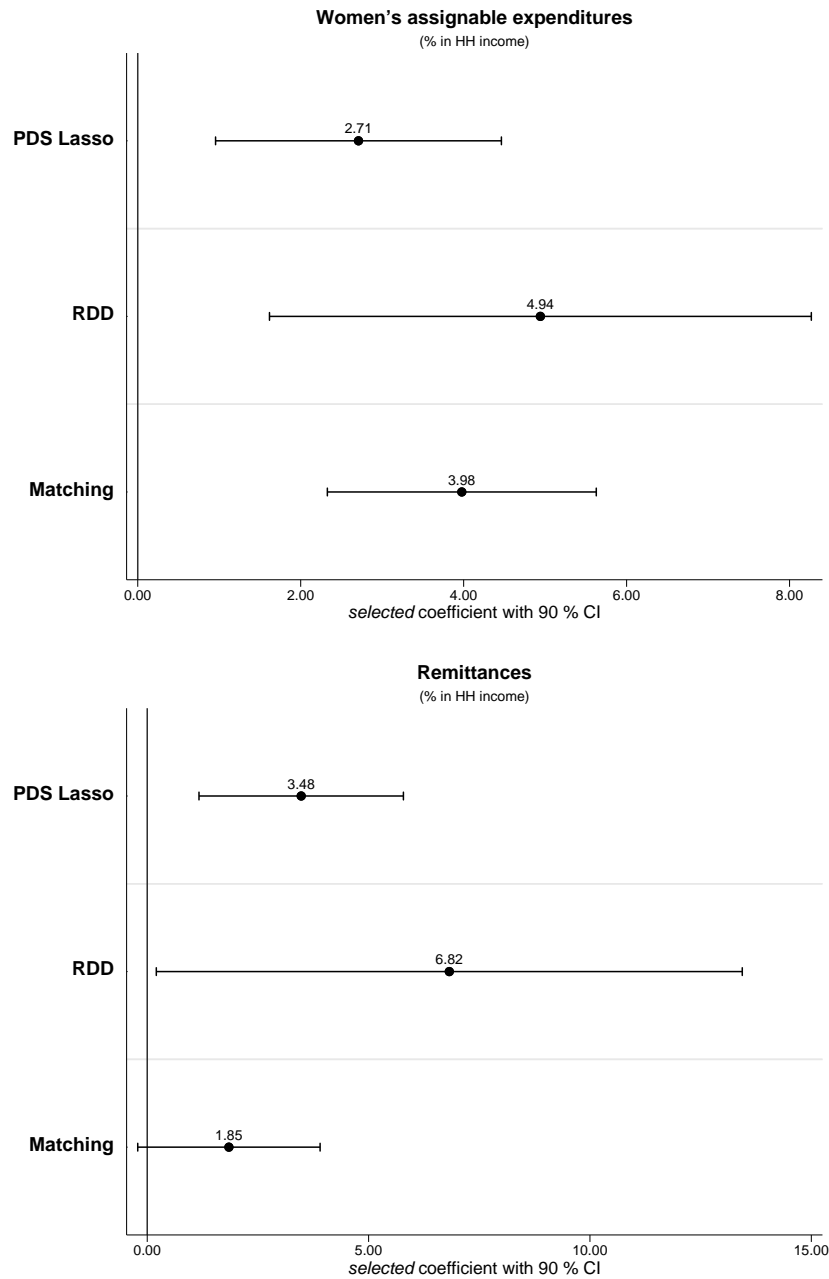 Women’s assignable expenditures
(% in HH income)
PDS Lasso
2.71
RDD
4.94
Matching
3.98
0.00 2.00 4.00 6.00 8.00
selected coefficient with 90 % CI
Remittances
(% in HH income)
PDS Lasso
3.48
RDD
6.82
Matching
1.85
0.00 5.00 10.00 15.00
selected coefficient with 90 % CI